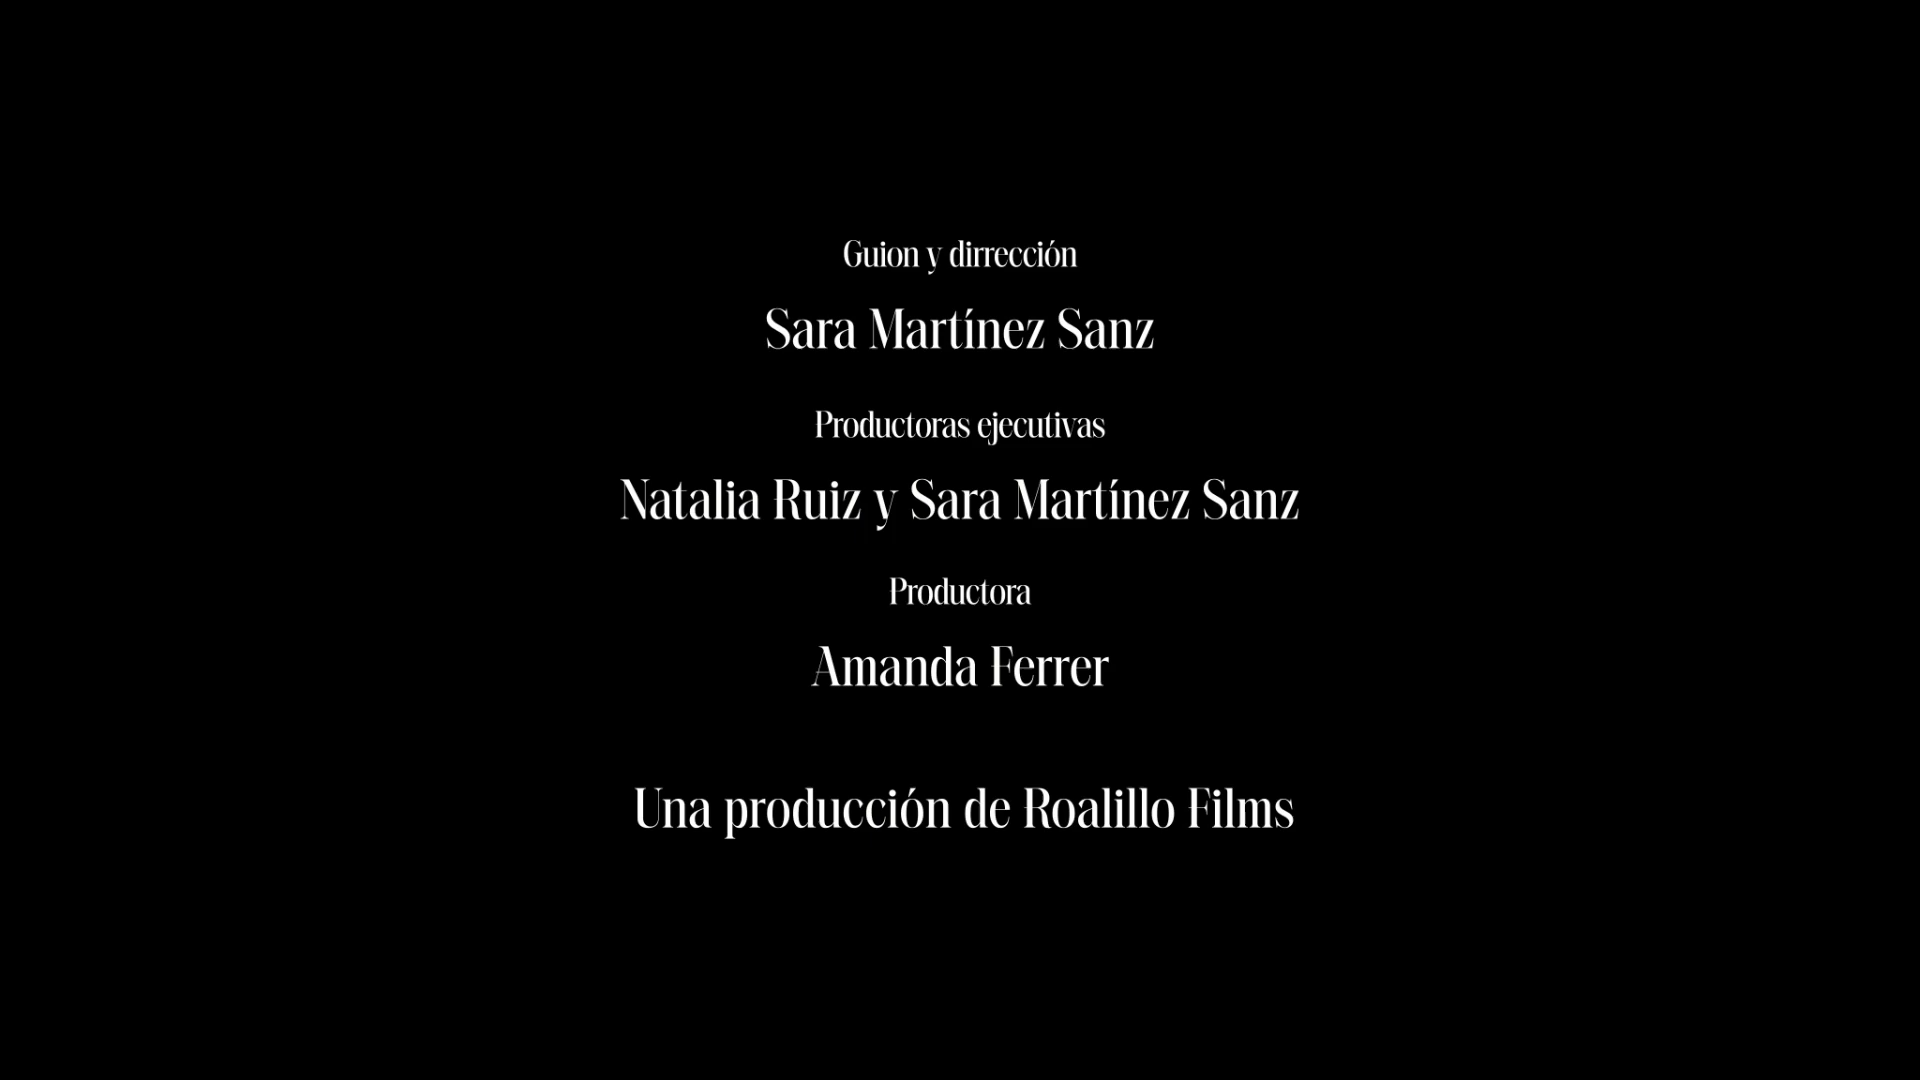 Guion y dirrección
Sara Martínez Sanz
Productoras ejecutivas
Natalia Ruiz y Sara Martínez Sanz
Productora
Amanda Ferrer
Una producción de Roalillo Films